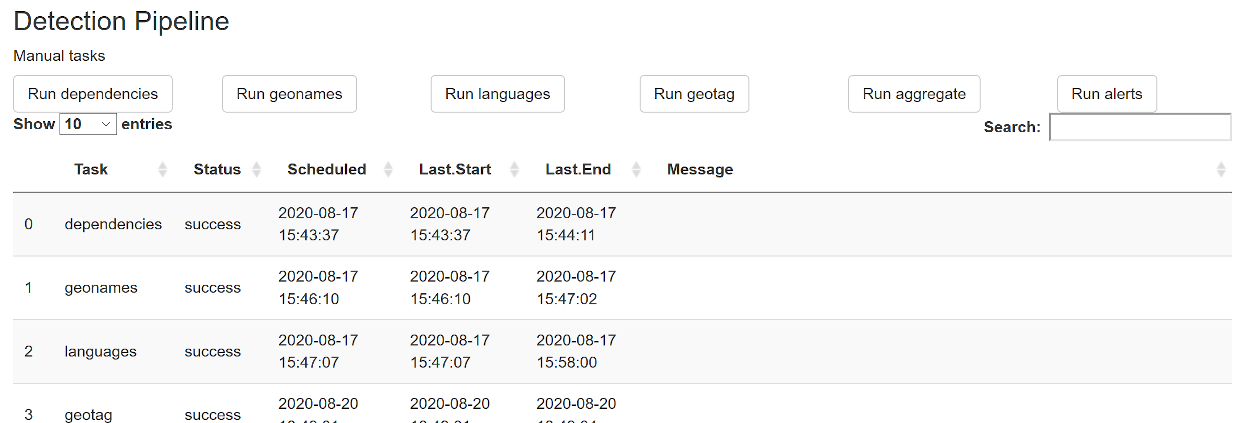 Detection Pipeline
Manual tasks
Run dependencies Run geonames Run languages Run geotag Run aggregate Run alerts
Show 10 entries Search:
Task Status Scheduled Last.Start Last.End Message
0 dependencies success 2020-08-17 15:43:37 2020-08-17 15:43:37 2020-08-17 15:44:11
1 geonames success 2020-08-17 15:46:10 2020-08-17 15:46:10 2020-08-17 15:47:02
2 languages success 2020-08-17 15:47:07 2020-08-17 15:47:07 2020-08-17 15:58:00
3 geotag success 2020-08-20 2020-08-20 2020-08-20